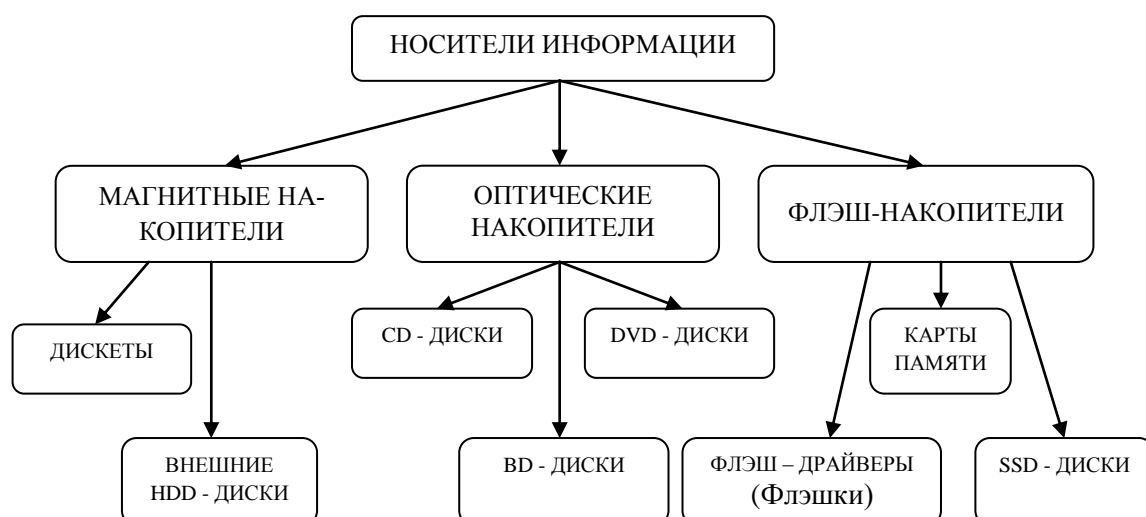 НОСИТЕЛИ ИНФОРМАЦИИ
МАГНИТНЫЕ НА-
КОПИТЕЛИ
ОПТИЧЕСКИЕ
НАКОПИТЕЛИ
ФЛЭШ-НАКОПИТЕЛИ
ДИСКЕТЫ
CD - ДИСКИ
DVD - ДИСКИ
КАРТЫ
ПАМЯТИ
ВНЕШНИЕ
HDD - ДИСКИ
BD - ДИСКИ
ФЛЭШ – ДРАЙВЕРЫ
(Флэшки)
SSD - ДИСКИ